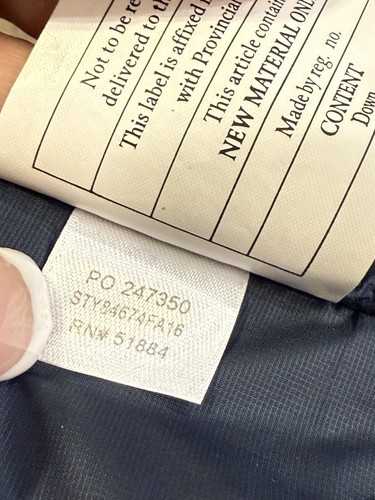 Not to be re
delivered to th
This label is affixed i
with Provincia
This article contain
NEW MATERIAL ONL
Made by reg. no.
CONTENT
Down
PO 247350
STY84674FA16
RN# 51884